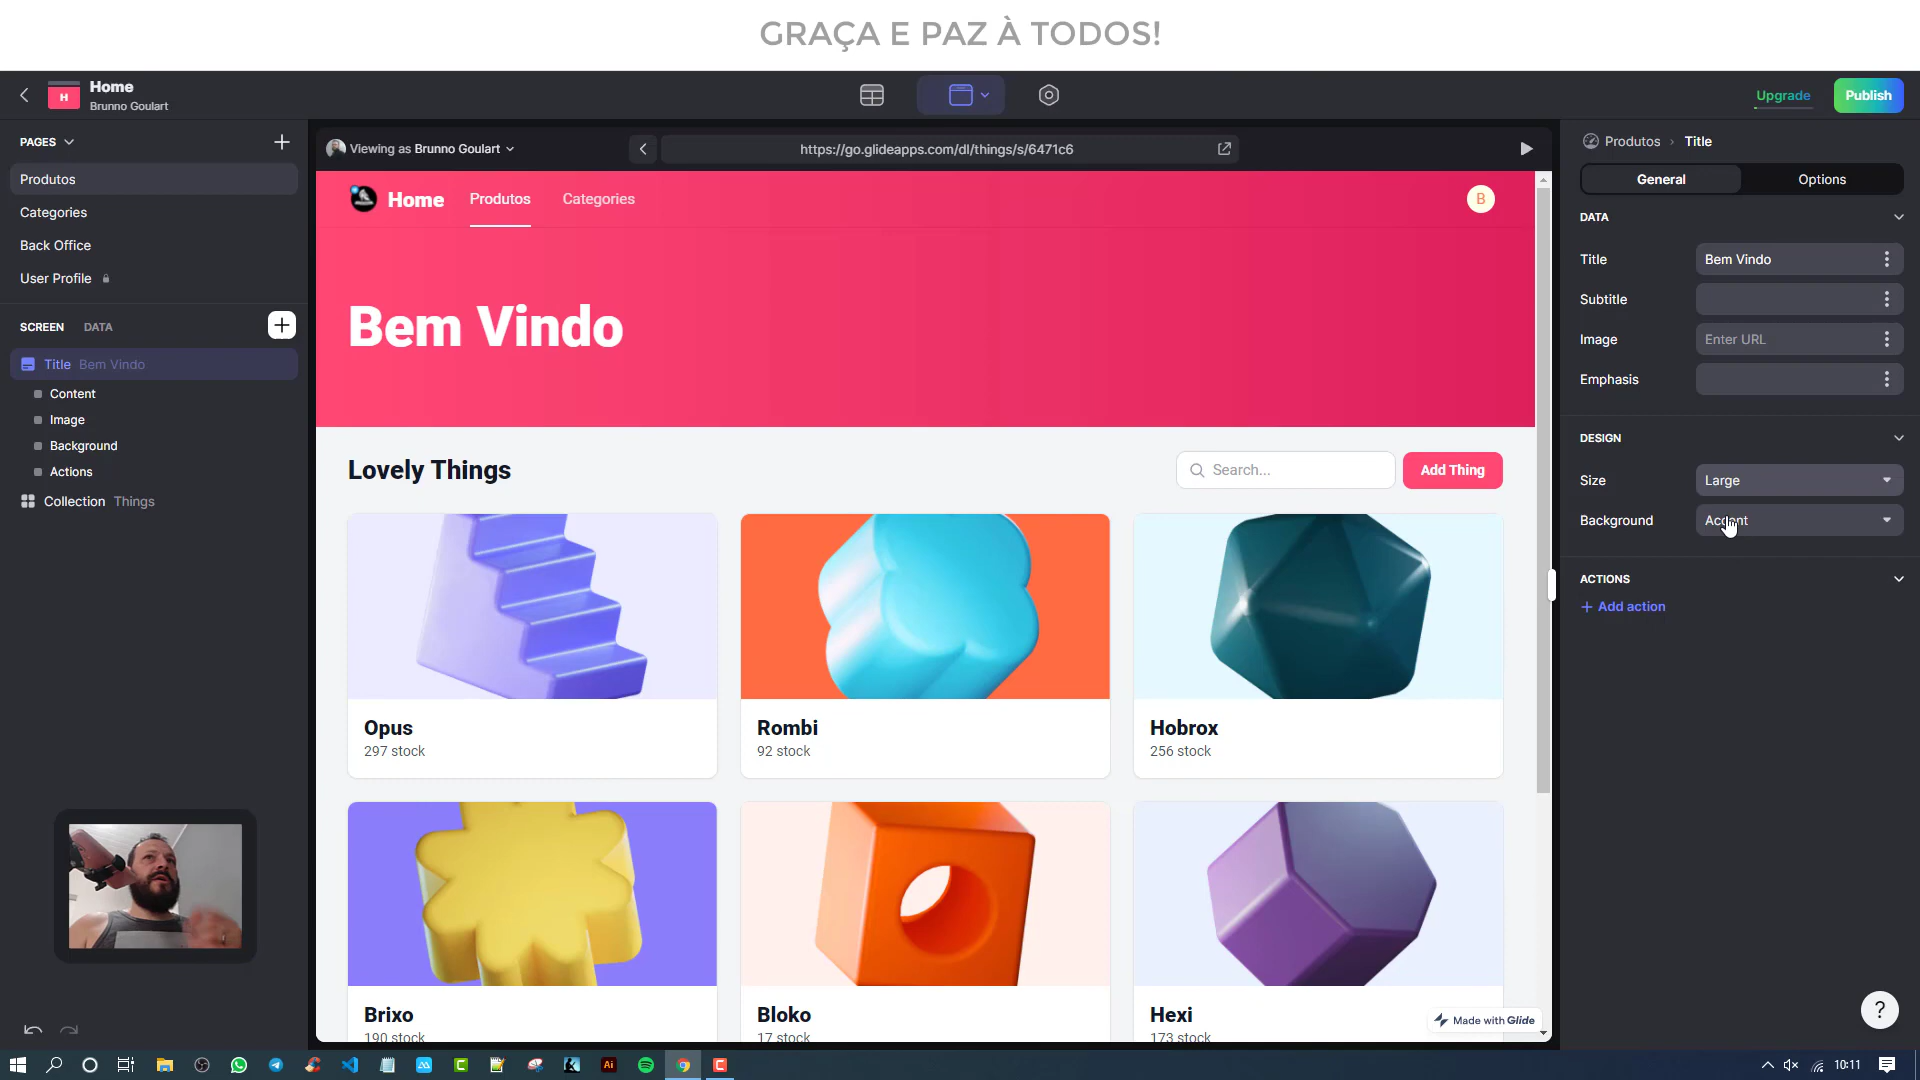 GRAÇA E PAZ À TODOS!
H
Home
Brunno Goulart
Upgrade
Publish
PAGES
Produtos
Categories
Back Office
User Profile
SCREEN DATA
Title Bem Vindo
Content
Image
Background
Actions
Collection Things
Viewing as Brunno Goulart
https://go.glideapps.com/dl/things/s/6471c6
Home Produtos Categories
B
Bem Vindo
Lovely Things
Search...
Add Thing
Opus
297 stock
Rombi
92 stock
Hobrox
256 stock
Brixo
190 stock
Bloko
17 stock
Hexi
173 stock
Made with Glide
Produtos › Title
General Options
DATA
Title Bem Vindo
Subtitle
Image Enter URL
Emphasis
DESIGN
Size Large
Background Accent
ACTIONS
+ Add action
?
Ai
10:11